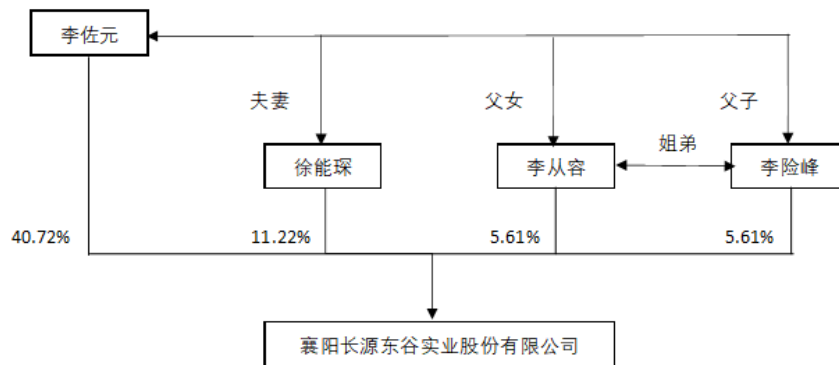 李佐元
夫妻 父女 父子
姐弟
徐能琛 李从容 李险峰
40.72% 11.22% 5.61% 5.61%
襄阳长源东谷实业股份有限公司